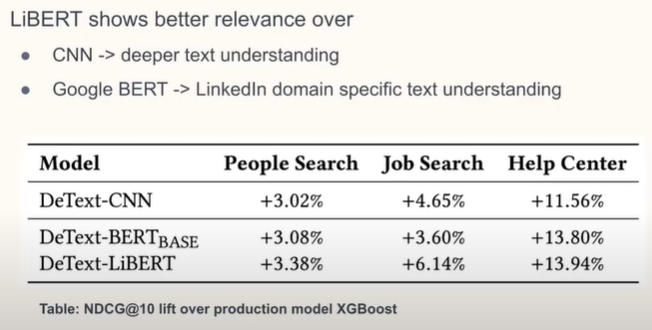 LiBERT shows better relevance over
● CNN -> deeper text understanding
● Google BERT -> LinkedIn domain specific text understanding
Model People Search Job Search Help Center
DeText-CNN +3.02% +4.65% +11.56%
DeText-BERTBASE +3.08% +3.60% +13.80%
DeText-LiBERT +3.38% +6.14% +13.94%
Table: NDCG@10 lift over production model XGBoost